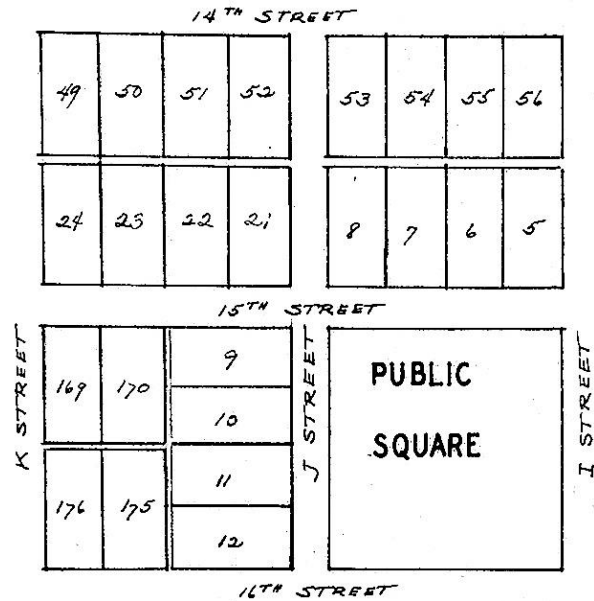 14TH STREET
49 50 51 52 53 54 55 56
24 23 22 21 8 7 6 5
15TH STREET
K STREET
169 170
9
10
176 175
11
12
J STREET
PUBLIC
SQUARE
I STREET
16TH STREET